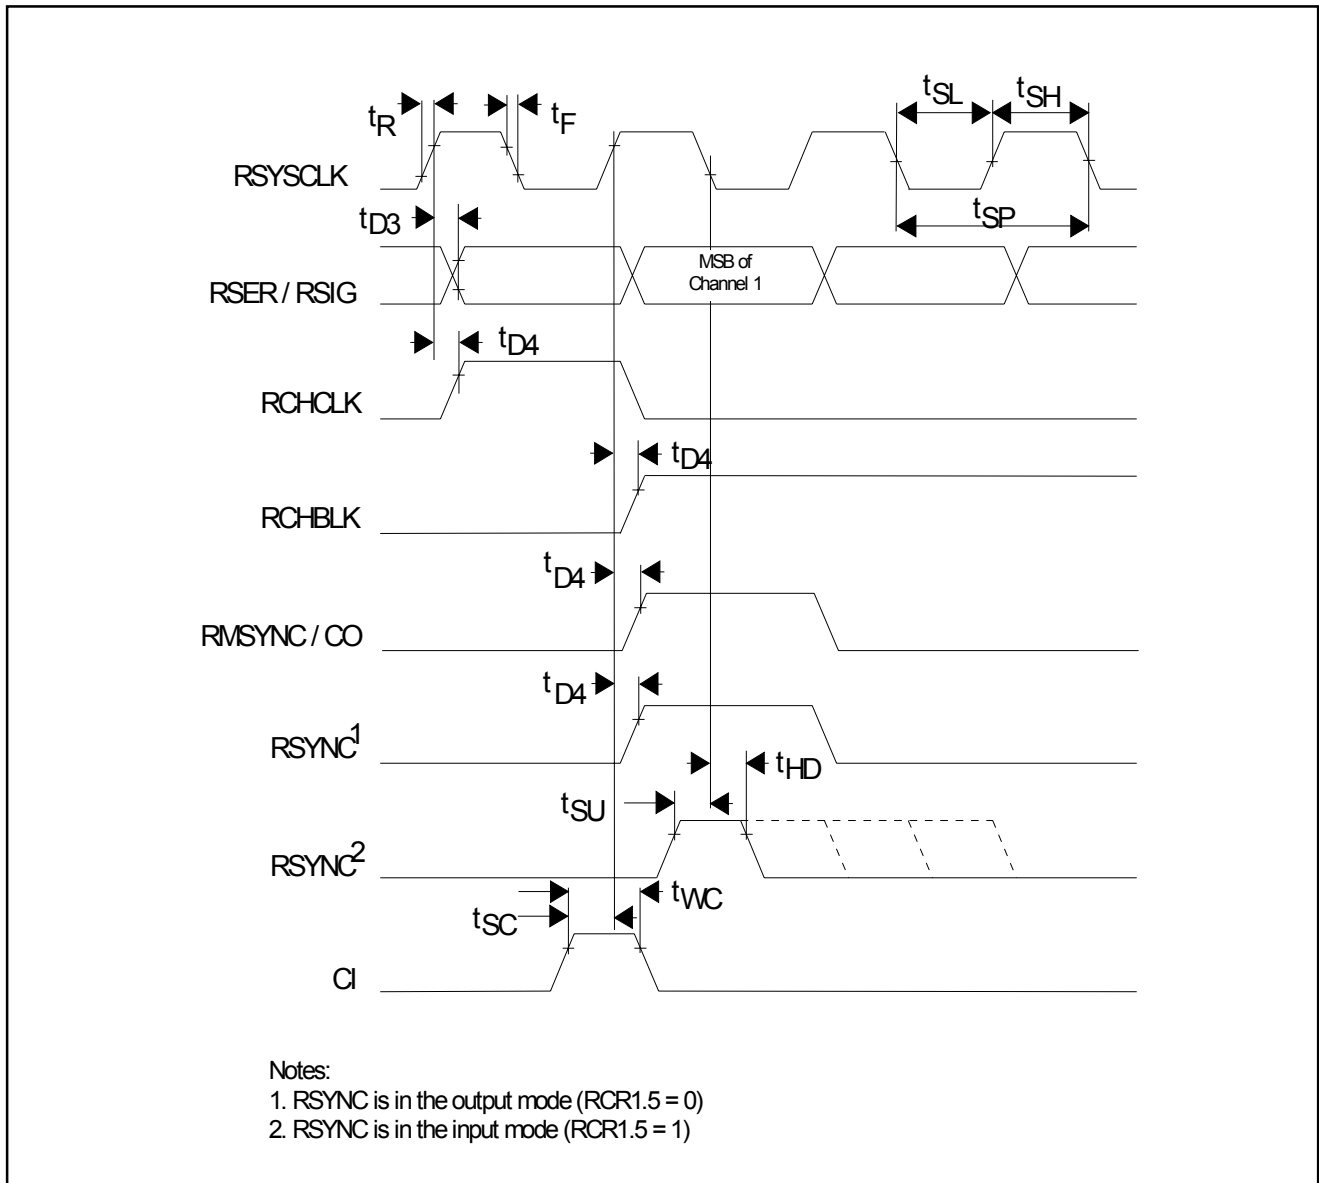 tSL tSH
tR tF
RSYSCLK
tD3 tSP
MSB of
Channel 1
RSER / RSIG
tD4
RCHCLK
tD4
RCHBLK
tD4
RMSYNC / CO
tD4
RSYNC1
tHD
tSU
RSYNC2
tWC
tSC
CI
Notes:
1. RSYNC is in the output mode (RCR1.5 = 0)
2. RSYNC is in the input mode (RCR1.5 = 1)